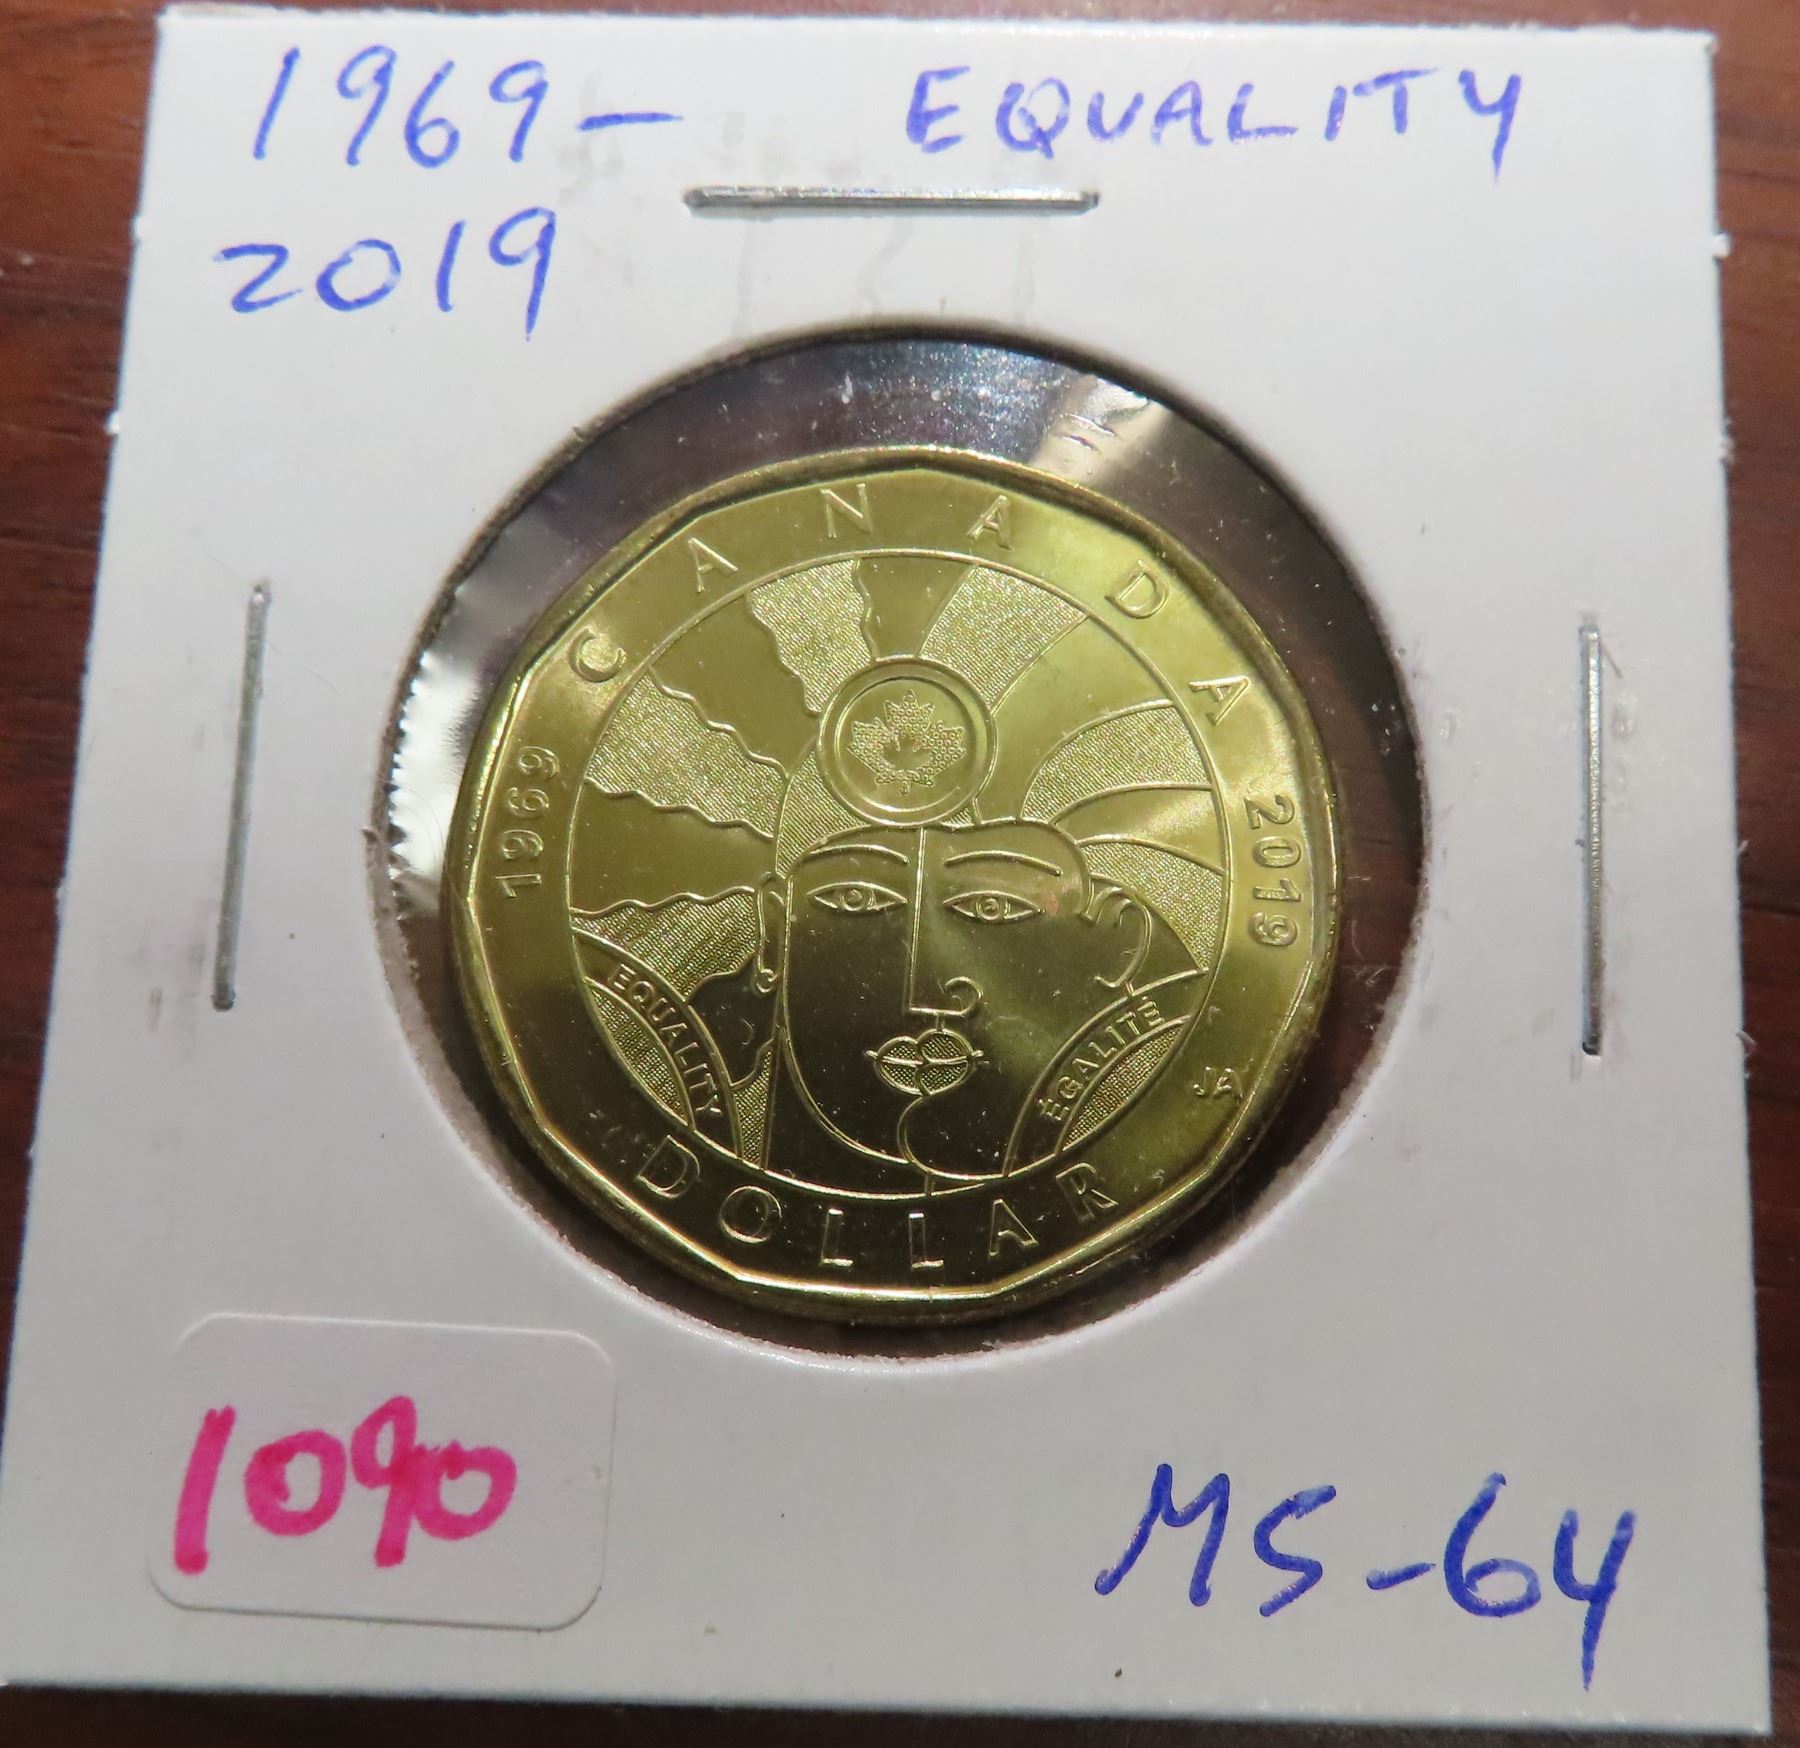 1969- EQUALITY
2019
CANADA
1969
2019
EQUALITY
ÉGALITÉ
JA
DOLLAR
1090
MS-64